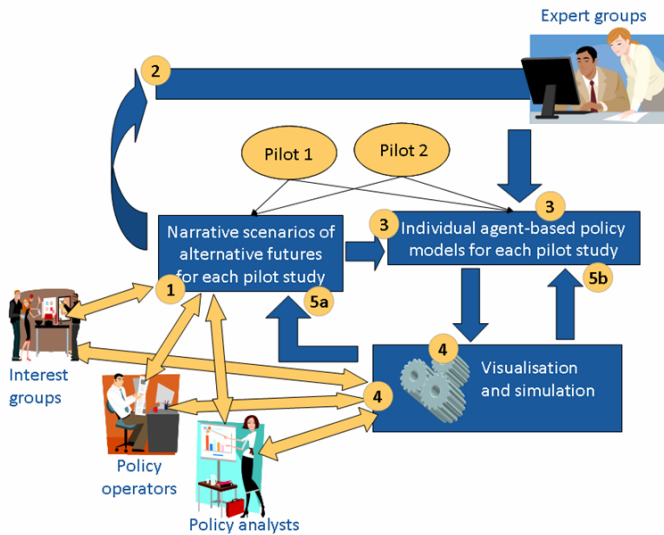 Expert groups
2
Pilot 1
Pilot 2
3
3
Narrative scenarios of
alternative futures
for each pilot study
Individual agent-based policy
models for each pilot study
1
5a
5b
4
Visualisation
and simulation
4
Interest
groups
Policy
operators
Policy analysts